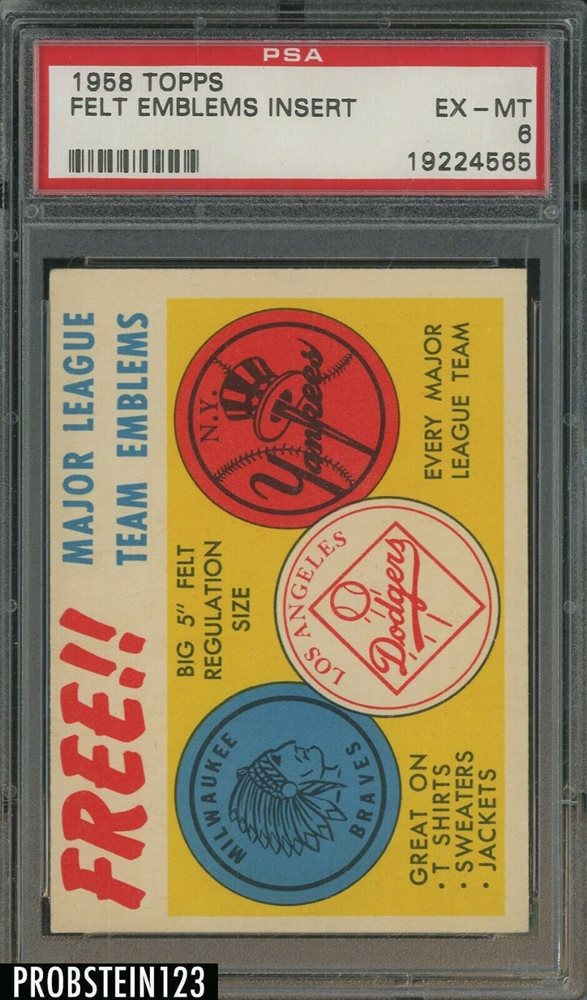 PSA
1958 TOPPS
FELT EMBLEMS INSERT EX - MT
6
19224565
FREE!! MAJOR LEAGUE
TEAM EMBLEMS
BIG 5" FELT
REGULATION
SIZE
N.Y.
Yankees
LOS ANGELES
Dodgers
MILWAUKEE
BRAVES
GREAT ON
• T SHIRTS
• SWEATERS
• JACKETS
EVERY MAJOR
LEAGUE TEAM
PROBSTEIN123